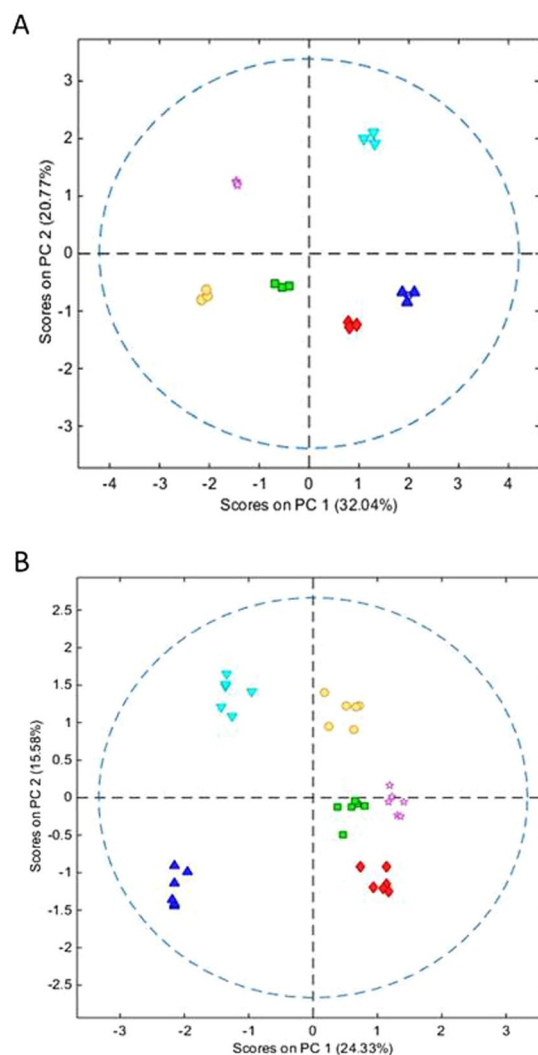 A
3
2
1
0
-1
-2
-3
Scores on PC 2 (20.77%)
-4 -3 -2 -1 0 1 2 3 4
Scores on PC 1 (32.04%)
B
2.5
2
1.5
1
0.5
0
-0.5
-1
-1.5
-2
-2.5
Scores on PC 2 (15.58%)
-3 -2 -1 0 1 2 3
Scores on PC 1 (24.33%)